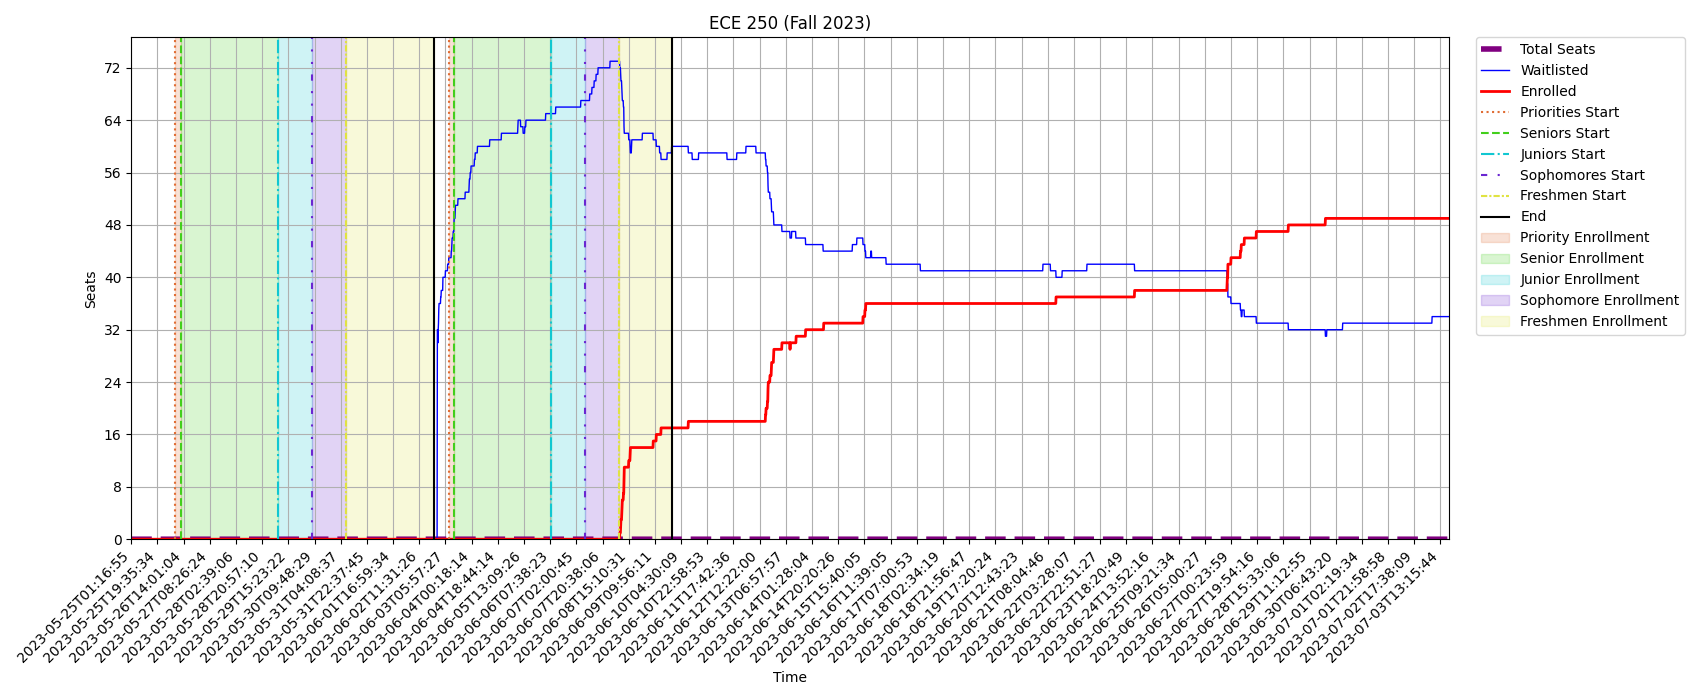 ECE 250 (Fall 2023)
Seats
72
64
56
48
40
32
24
16
8
0
2023-05-25T01:16:55
2023-05-25T19:35:34
2023-05-26T14:01:04
2023-05-27T08:26:24
2023-05-28T02:39:06
2023-05-28T20:57:10
2023-05-29T15:23:22
2023-05-30T09:48:29
2023-05-31T04:08:37
2023-05-31T22:37:45
2023-06-01T16:59:34
2023-06-02T11:31:26
2023-06-03T05:57:27
2023-06-04T00:18:14
2023-06-04T18:44:14
2023-06-05T13:09:26
2023-06-06T07:38:23
2023-06-07T02:00:45
2023-06-07T20:38:06
2023-06-08T15:10:31
2023-06-09T09:56:11
2023-06-10T04:30:09
2023-06-10T22:58:53
2023-06-11T17:42:36
2023-06-12T12:22:00
2023-06-13T06:57:57
2023-06-14T01:28:04
2023-06-14T20:20:26
2023-06-15T15:40:05
2023-06-16T11:39:05
2023-06-17T07:00:53
2023-06-18T02:34:19
2023-06-18T21:56:47
2023-06-19T17:20:24
2023-06-20T12:43:23
2023-06-21T08:04:46
2023-06-22T03:28:07
2023-06-22T22:51:27
2023-06-23T18:20:49
2023-06-24T13:52:16
2023-06-25T09:21:34
2023-06-26T05:00:27
2023-06-27T00:23:59
2023-06-27T19:54:16
2023-06-28T15:33:06
2023-06-29T11:12:55
2023-06-30T06:43:20
2023-07-01T02:19:34
2023-07-01T21:58:58
2023-07-02T17:38:09
2023-07-03T13:15:44
Time
Total Seats
Waitlisted
Enrolled
Priorities Start
Seniors Start
Juniors Start
Sophomores Start
Freshmen Start
End
Priority Enrollment
Senior Enrollment
Junior Enrollment
Sophomore Enrollment
Freshmen Enrollment